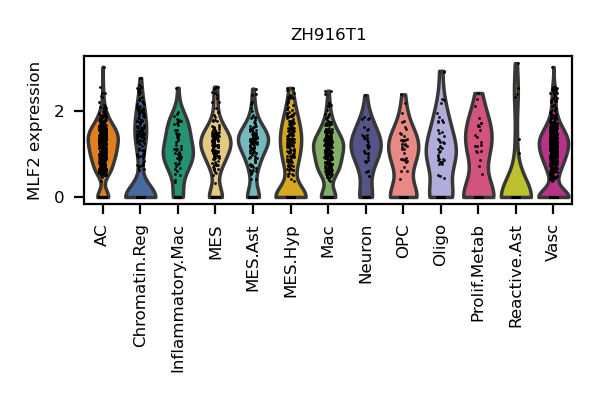 ZH916T1
MLF2 expression
2
0
AC
Chromatin.Reg
Inflammatory.Mac
MES
MES.Ast
MES.Hyp
Mac
Neuron
OPC
Oligo
Prolif.Metab
Reactive.Ast
Vasc